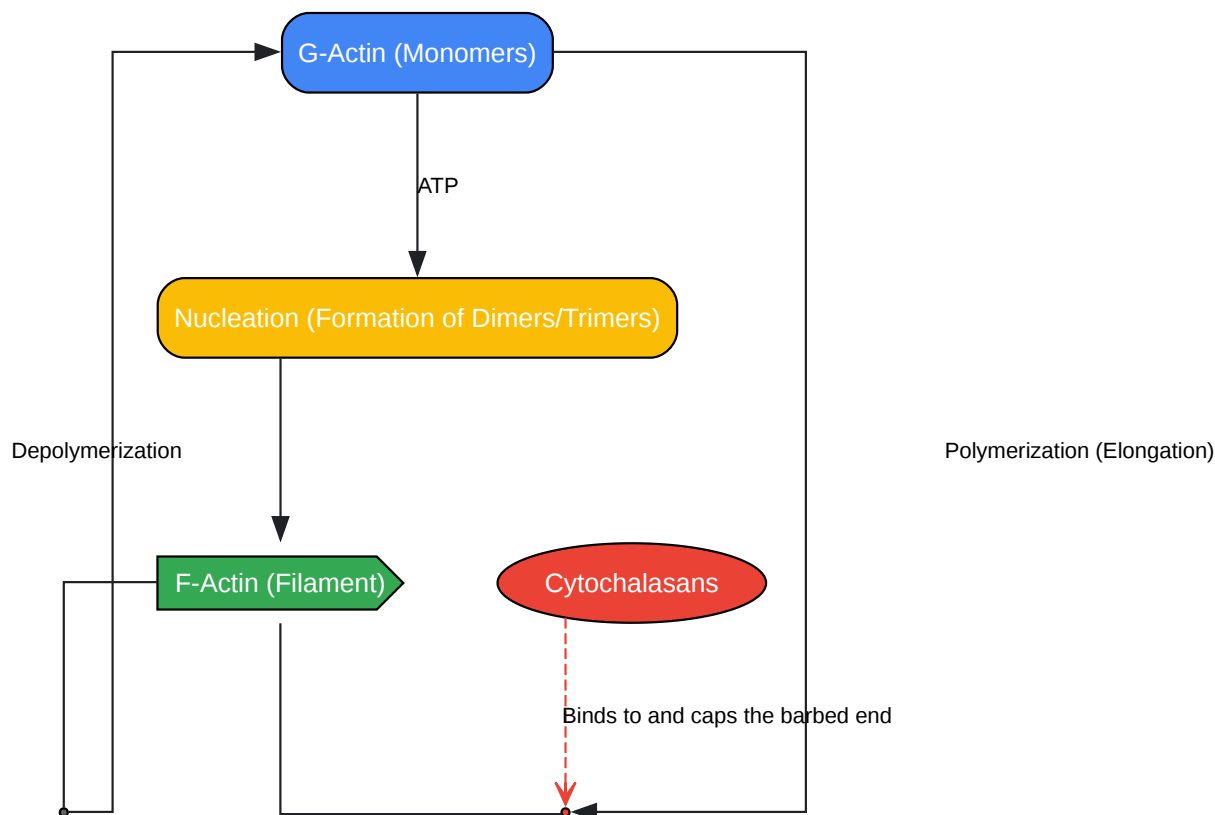 G-Actin (Monomers)
ATP
Nucleation (Formation of Dimers/Trimers)
Depolymerization
Polymerization (Elongation)
F-Actin (Filament)
Cytochalasans
Binds to and caps the barbed end